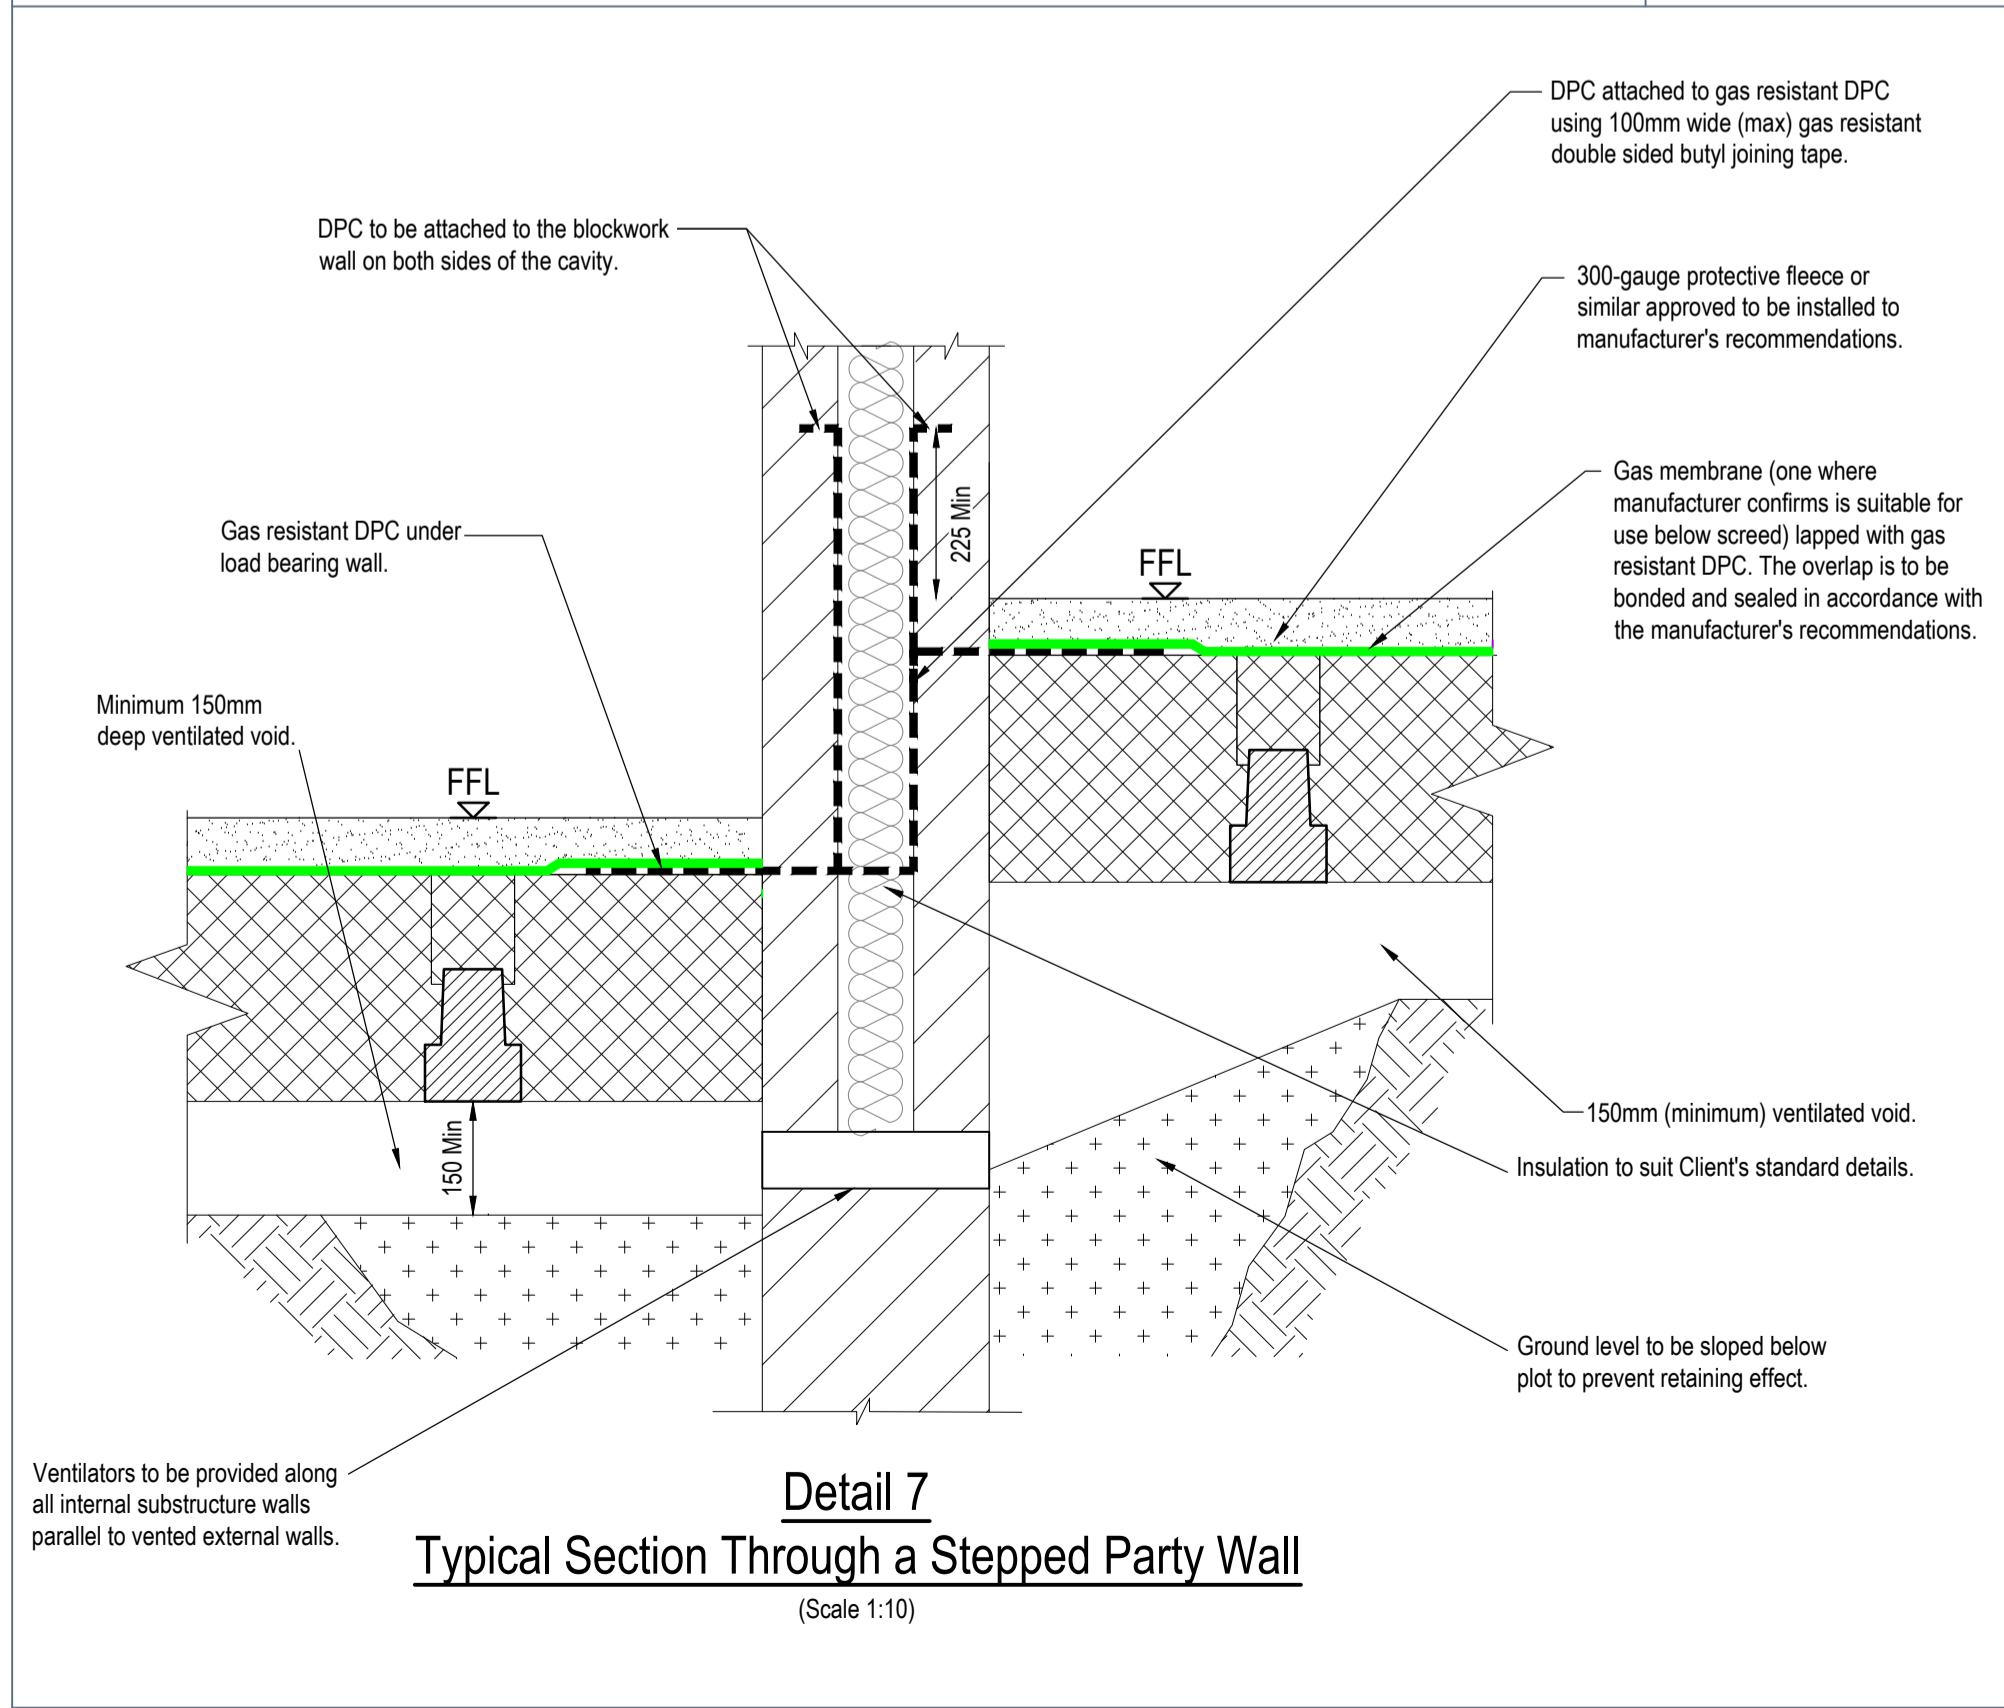 DPC attached to gas resistant DPC
using 100mm wide (max) gas resistant
double sided butyl joining tape.
DPC to be attached to the blockwork
wall on both sides of the cavity.
300-gauge protective fleece or
similar approved to be installed to
manufacturer's recommendations.
Gas membrane (one where
manufacturer confirms is suitable for
use below screed) lapped with gas
resistant DPC. The overlap is to be
bonded and sealed in accordance with
the manufacturer's recommendations.
Gas resistant DPC under
load bearing wall.
225 Min
FFL
Minimum 150mm
deep ventilated void.
FFL
150 Min
150mm (minimum) ventilated void.
Insulation to suit Client's standard details.
Ground level to be sloped below
plot to prevent retaining effect.
Ventilators to be provided along
all internal substructure walls
parallel to vented external walls.
Detail 7
Typical Section Through a Stepped Party Wall
(Scale 1:10)